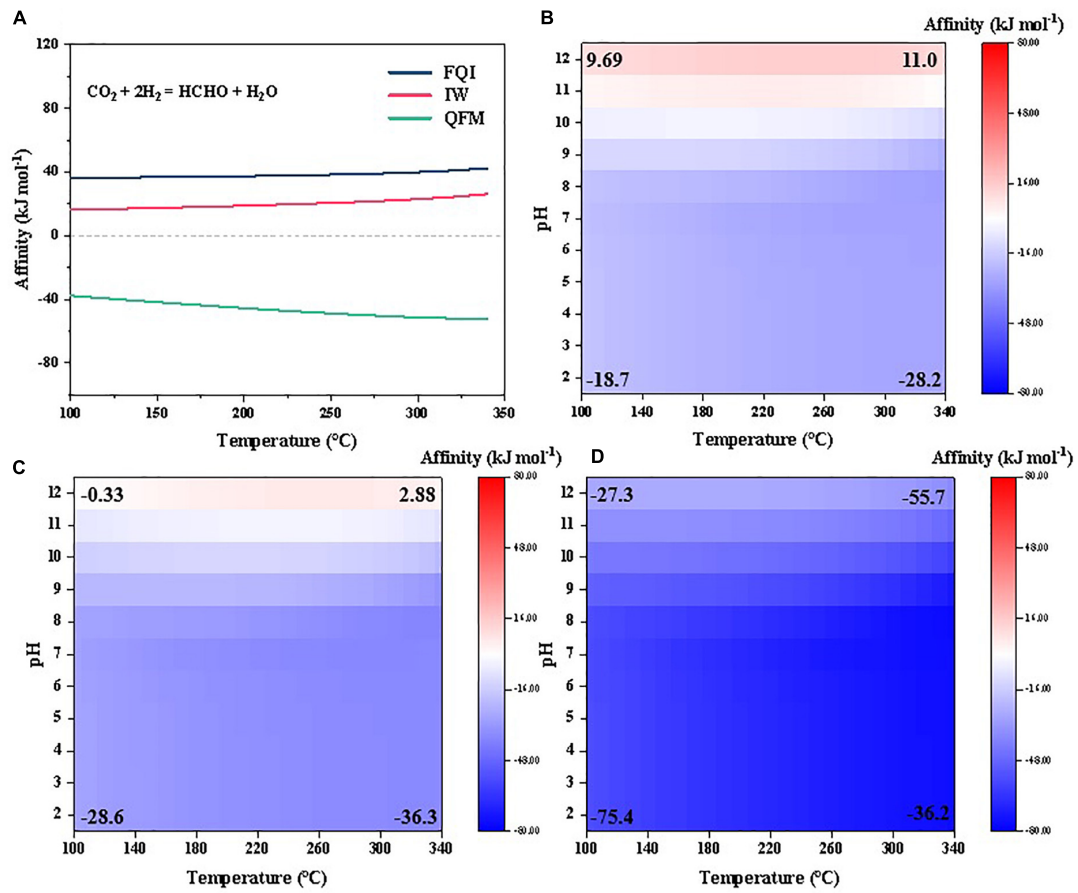 A
120
80
40
0
-40
-80
Affinity (kJ mol-1)
CO2 + 2H2 = HCHO + H2O
FQI
IW
QFM
100 150 200 250 300 350
Temperature (°C)
B
Affinity (kJ mol-1)
12
11
10
9
8
7
6
5
4
3
2
pH
9.69 11.0
-18.7 -28.2
100 140 180 220 260 300 340
Temperature (°C)
80.00
48.00
14.00
-14.00
-48.00
-80.00
C
Affinity (kJ mol-1)
12
11
10
9
8
7
6
5
4
3
2
pH
-0.33 2.88
-28.6 -36.3
100 140 180 220 260 300 340
Temperature (°C)
80.00
48.00
14.00
-14.00
-48.00
-80.00
D
Affinity (kJ mol-1)
12
11
10
9
8
7
6
5
4
3
2
pH
-27.3 -55.7
-75.4 -36.2
100 140 180 220 260 300 340
Temperature (°C)
80.00
48.00
14.00
-14.00
-48.00
-80.00